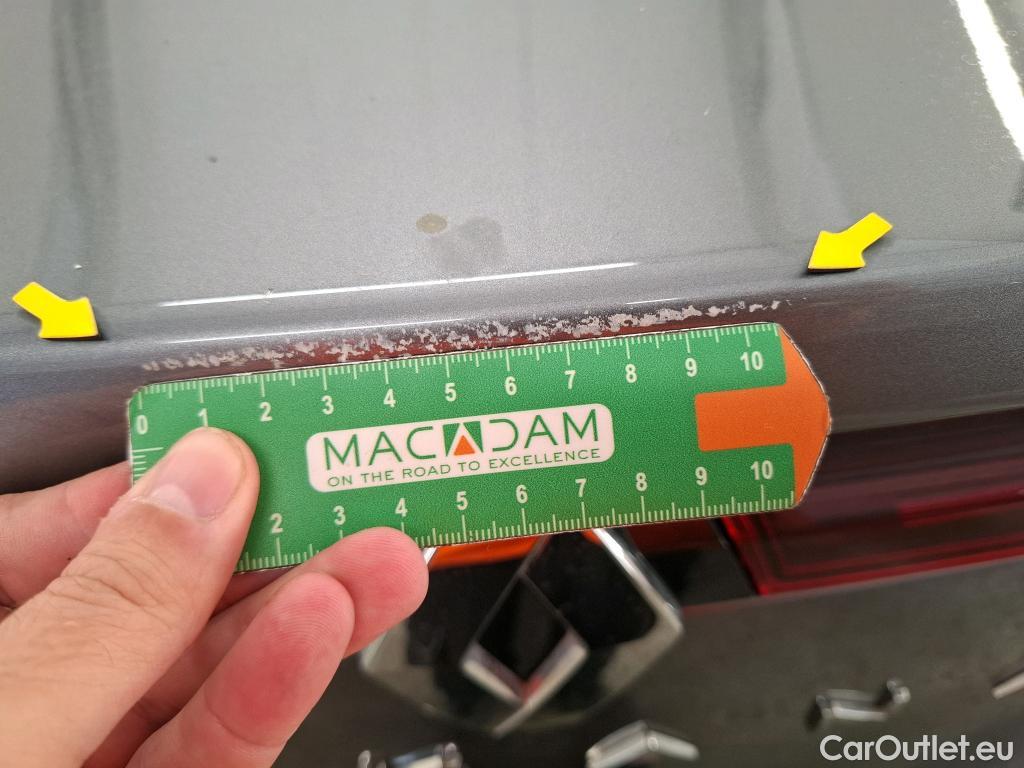 0 1 2 3 4 5 6 7 8 9 10
MACADAM
ON THE ROAD TO EXCELLENCE
2 3 4 5 6 7 8 9 10
CarOutlet.eu